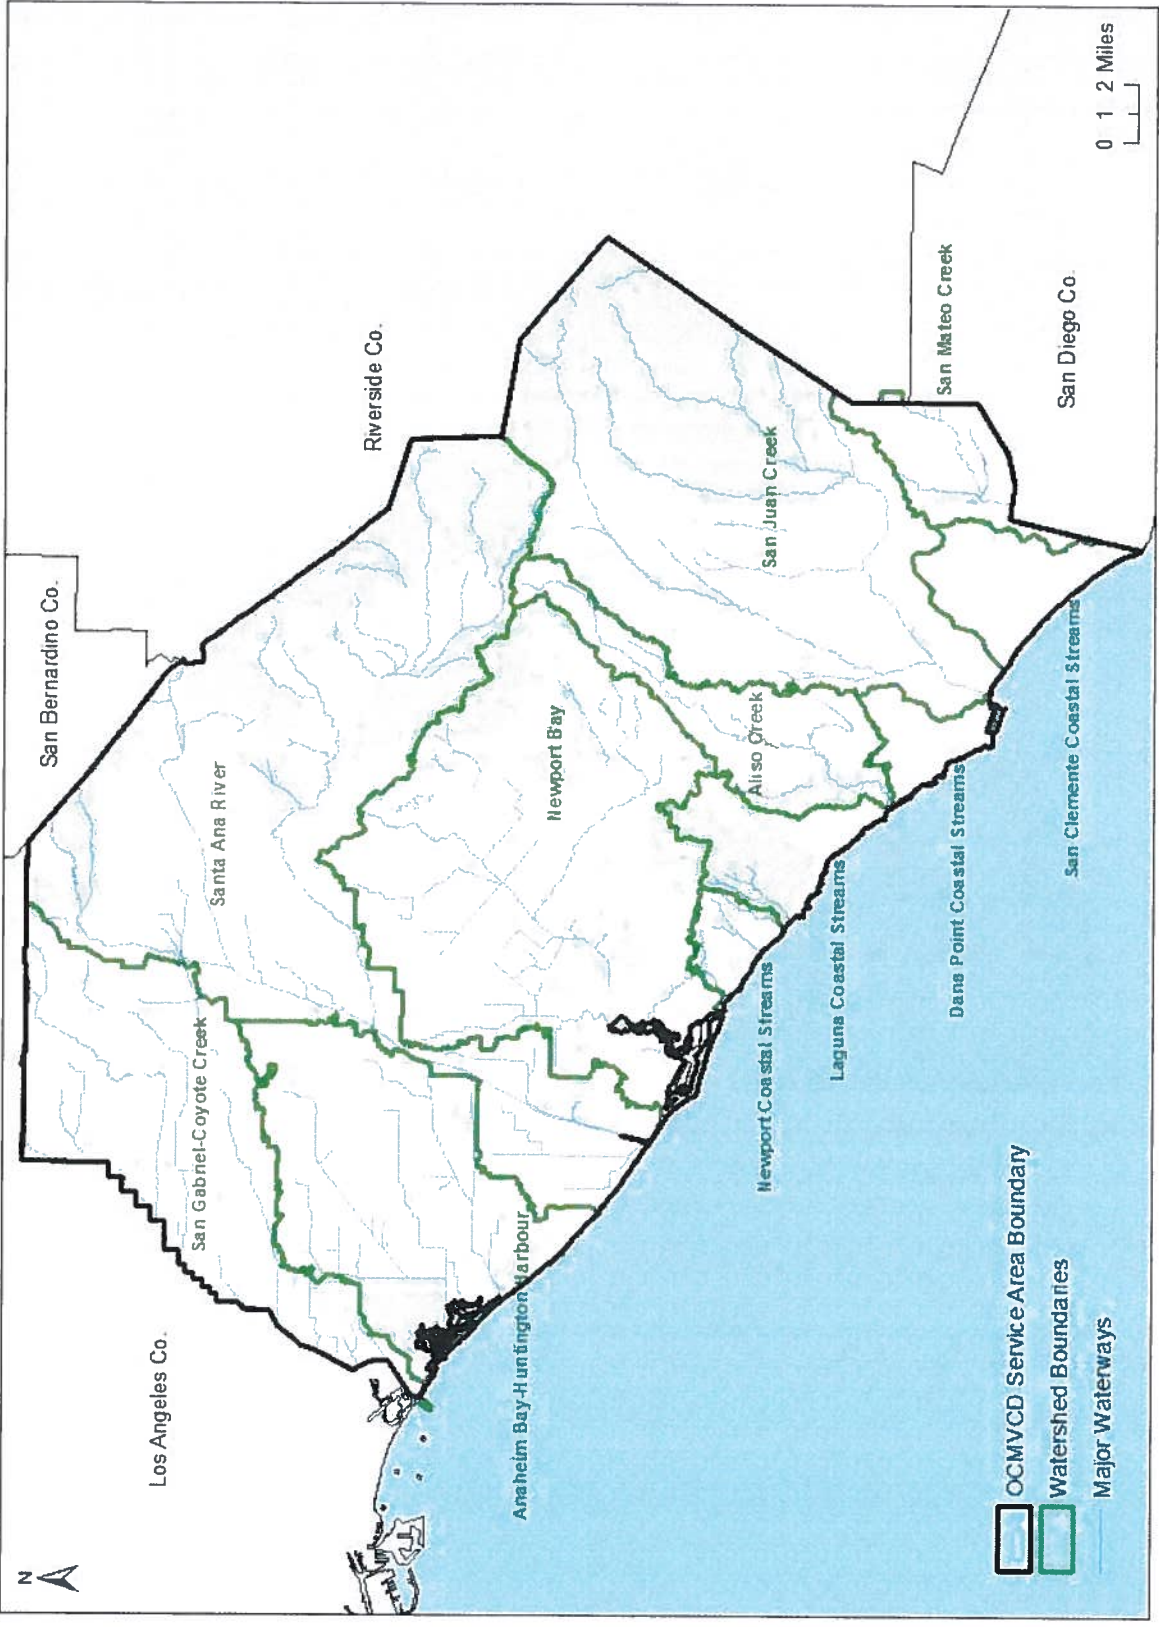 N
Los Angeles Co.
San Bernardino Co.
Riverside Co.
San Diego Co.
San Gabriel-Coyote Creek
Santa Ana River
Anaheim Bay-Huntington Harbour
Newport Bay
Newport Coastal Streams
Laguna Coastal Streams
Aliso Creek
Dana Point Coastal Streams
San Juan Creek
San Clemente Coastal Streams
San Mateo Creek
OCMVCD Service Area Boundary
Watershed Boundaries
Major Waterways
0 1 2 Miles